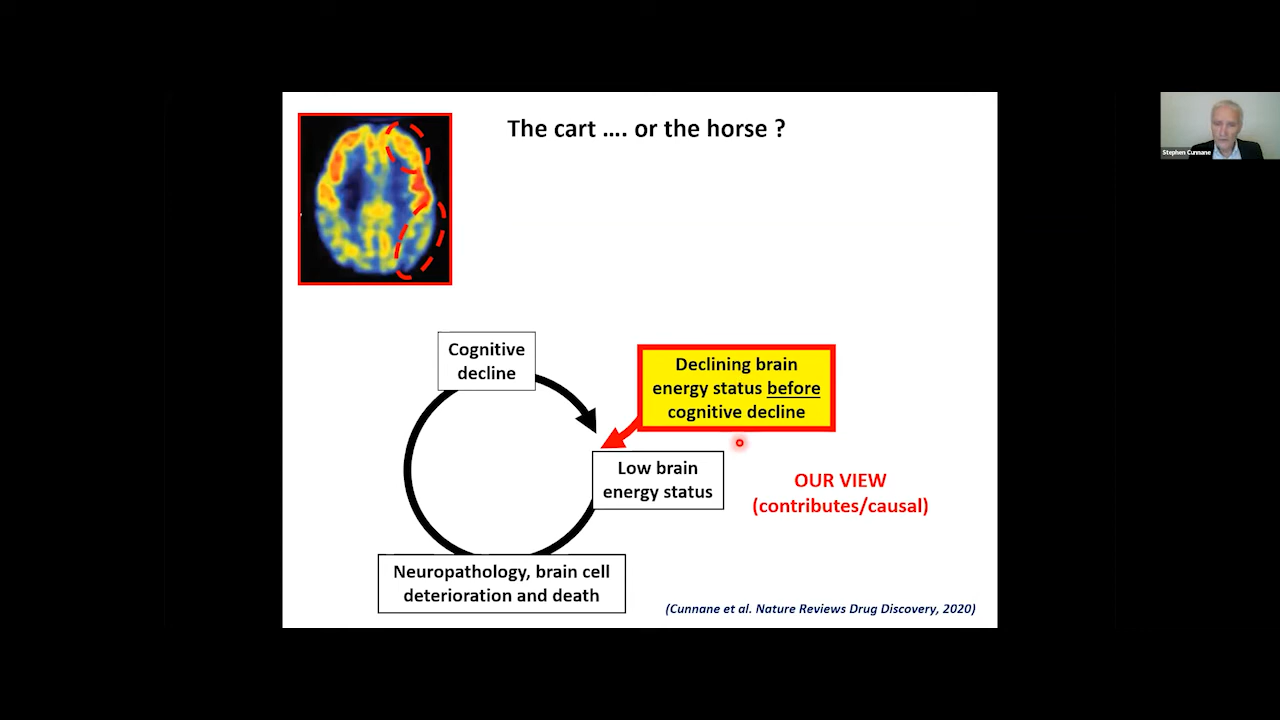 The cart .... or the horse ?
Stephen Cunnane
Cognitive
decline
Declining brain
energy status before
cognitive decline
Low brain
energy status
OUR VIEW
(contributes/causal)
Neuropathology, brain cell
deterioration and death
(Cunnane et al. Nature Reviews Drug Discovery, 2020)